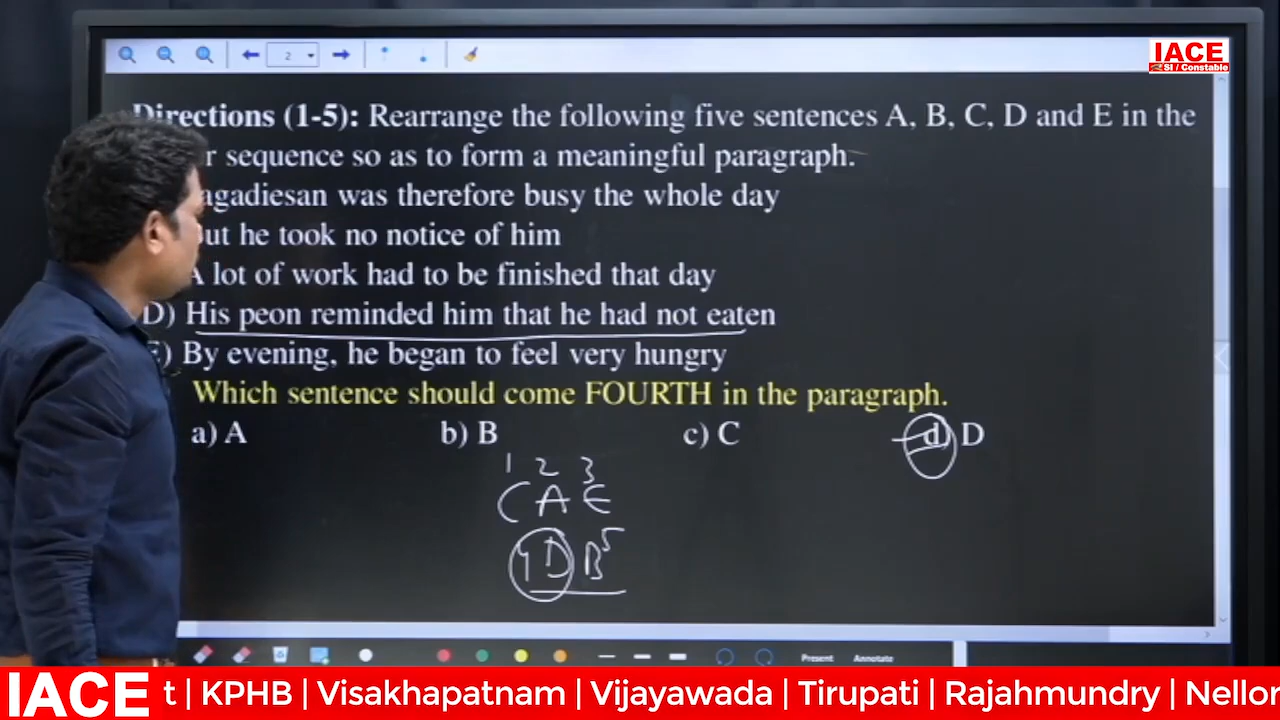 2
IACE
SI / Constable
Directions (1-5): Rearrange the following five sentences A, B, C, D and E in the
r sequence so as to form a meaningful paragraph.
agadiesan was therefore busy the whole day
ut he took no notice of him
A lot of work had to be finished that day
D) His peon reminded him that he had not eaten
E) By evening, he began to feel very hungry
Which sentence should come FOURTH in the paragraph.
a) A b) B c) C d) D
1 2 3
C A E
4 D B 5
Present Annotate
IACE t | KPHB | Visakhapatnam | Vijayawada | Tirupati | Rajahmundry | Nellor